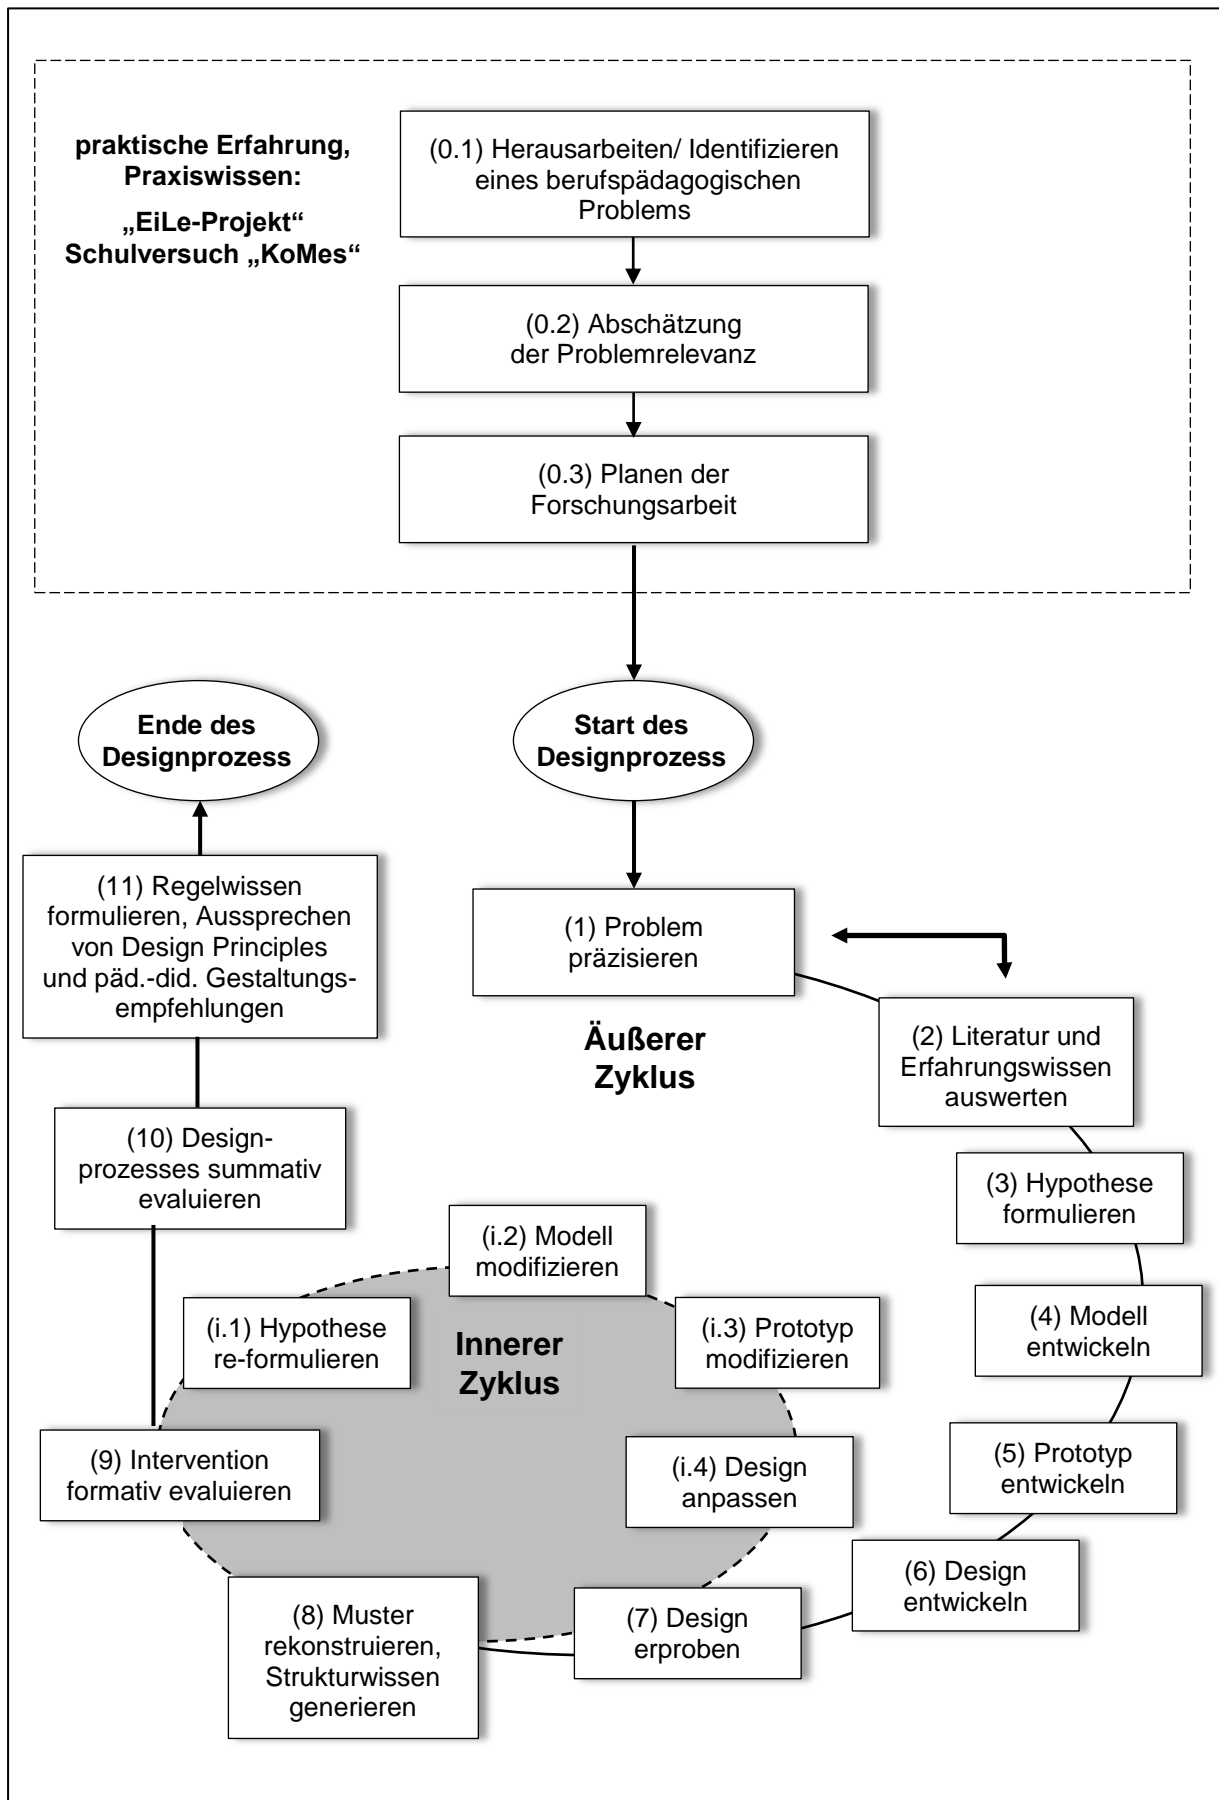 praktische Erfahrung,
Praxiswissen:
„EiLe-Projekt“
Schulversuch „KoMes“
(0.1) Herausarbeiten/ Identifizieren
eines berufspädagogischen
Problems
(0.2) Abschätzung
der Problemrelevanz
(0.3) Planen der
Forschungsarbeit
Ende des
Designprozess
Start des
Designprozess
(11) Regelwissen
formulieren, Aussprechen
von Design Principles
und päd.-did. Gestaltungs-
empfehlungen
(1) Problem
präzisieren
Äußerer
Zyklus
(2) Literatur und
Erfahrungswissen
auswerten
(10) Design-
prozesses summativ
evaluieren
(3) Hypothese
formulieren
(i.2) Modell
modifizieren
(i.1) Hypothese
re-formulieren
Innerer
Zyklus
(i.3) Prototyp
modifizieren
(4) Modell
entwickeln
(9) Intervention
formativ evaluieren
(i.4) Design
anpassen
(5) Prototyp
entwickeln
(6) Design
entwickeln
(8) Muster
rekonstruieren,
Strukturwissen
generieren
(7) Design
erproben